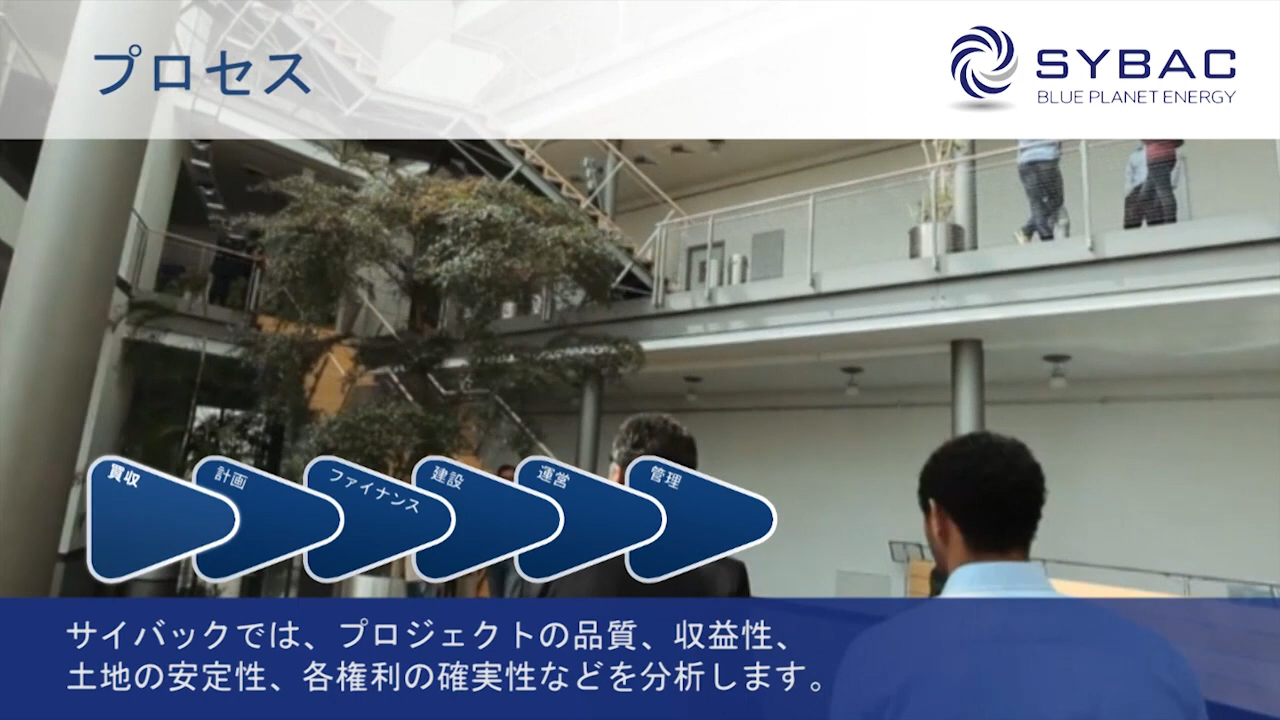 プロセス
SYBAC
BLUE PLANET ENERGY
買収
計画
ファイナンス
建設
運営
管理
サイバックでは、プロジェクトの品質、収益性、
土地の安定性、各権利の確実性などを分析します。